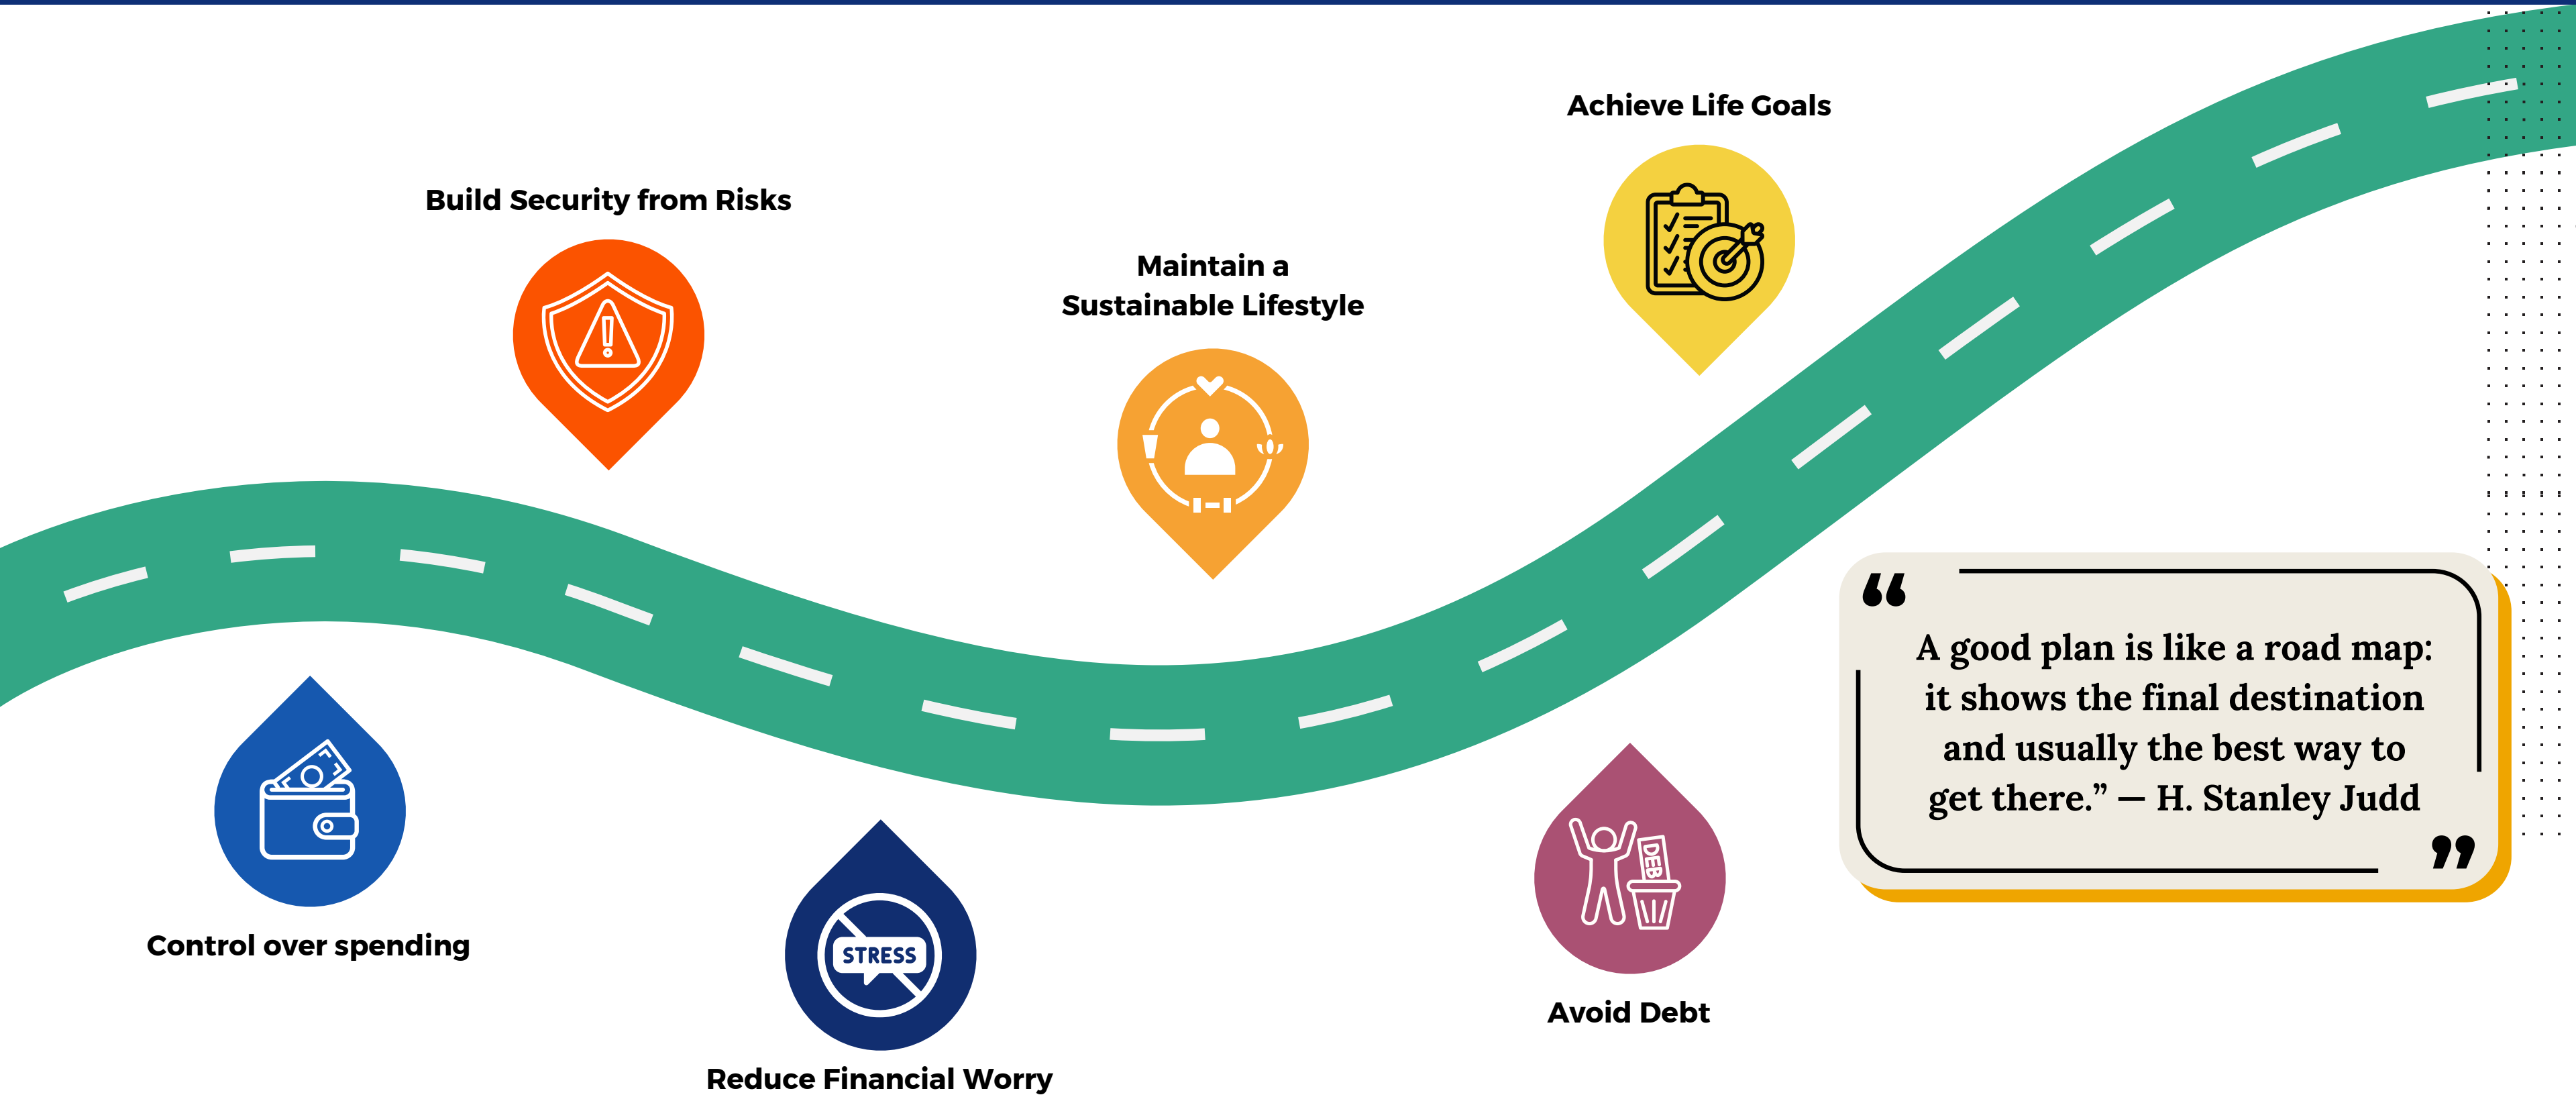 Achieve Life Goals
Build Security from Risks
Maintain a
Sustainable Lifestyle
“
A good plan is like a road map:
it shows the final destination
and usually the best way to
get there.” — H. Stanley Judd
”
DEB
Control over spending
STRESS
Avoid Debt
Reduce Financial Worry